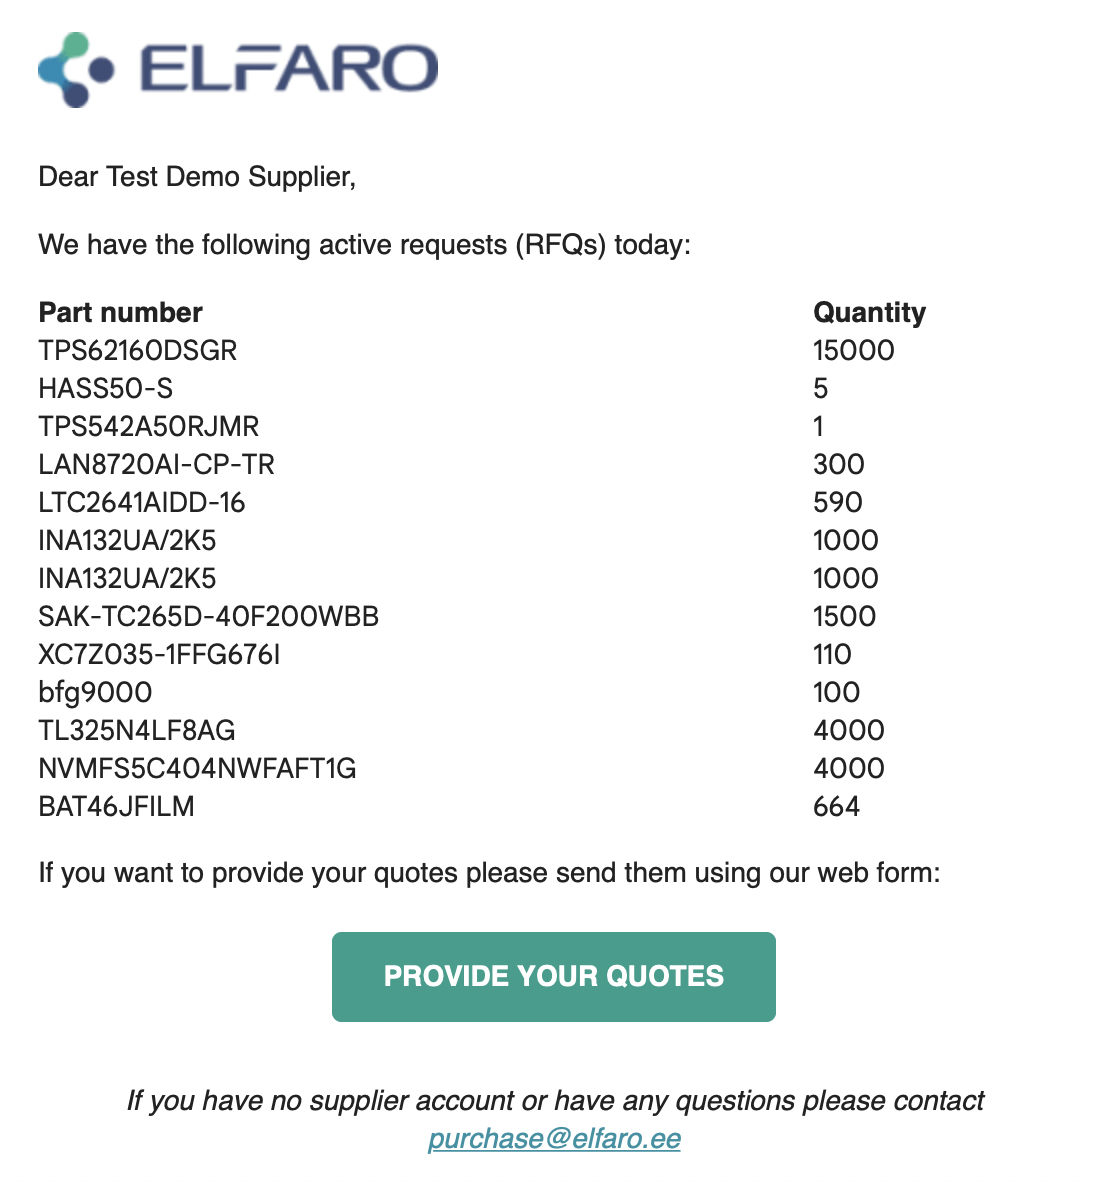 ELFARO
Dear Test Demo Supplier,
We have the following active requests (RFQs) today:
Part number Quantity
TPS62160DSGR 15000
HASS50-S 5
TPS542A50RJMR 1
LAN8720AI-CP-TR 300
LTC2641AIDD-16 590
INA132UA/2K5 1000
INA132UA/2K5 1000
SAK-TC265D-40F200WBB 1500
XC7Z035-1FFG676I 110
bfg9000 100
TL325N4LF8AG 4000
NVMFS5C404NWFAFT1G 4000
BAT46JFILM 664
If you want to provide your quotes please send them using our web form:
PROVIDE YOUR QUOTES
If you have no supplier account or have any questions please contact
purchase@elfaro.ee